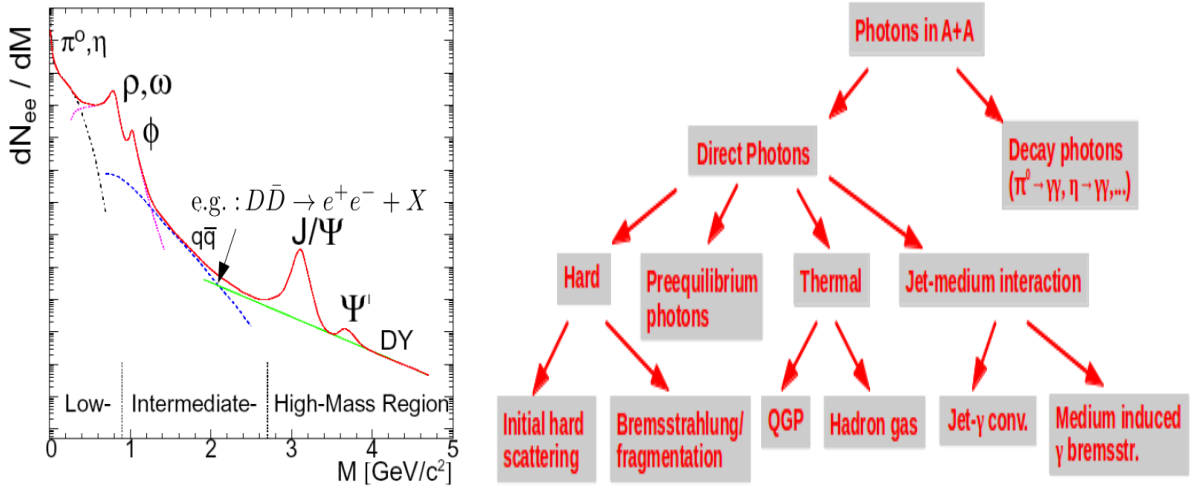 dN_ee / dM
π⁰,η
ρ,ω
ϕ
e.g. : DD̄ → e⁺e⁻ + X
qq̄
J/Ψ
Ψ'
DY
Low-
Intermediate-
High-Mass Region
0 1 2 3 4 5
M [GeV/c²]
Photons in A+A
Direct Photons
Decay photons
(π⁰→γγ, η→γγ,...)
Hard
Preequilibrium
photons
Thermal
Jet-medium interaction
Initial hard
scattering
Bremsstrahlung/
fragmentation
QGP
Hadron gas
Jet-γ conv.
Medium induced
γ bremsstr.